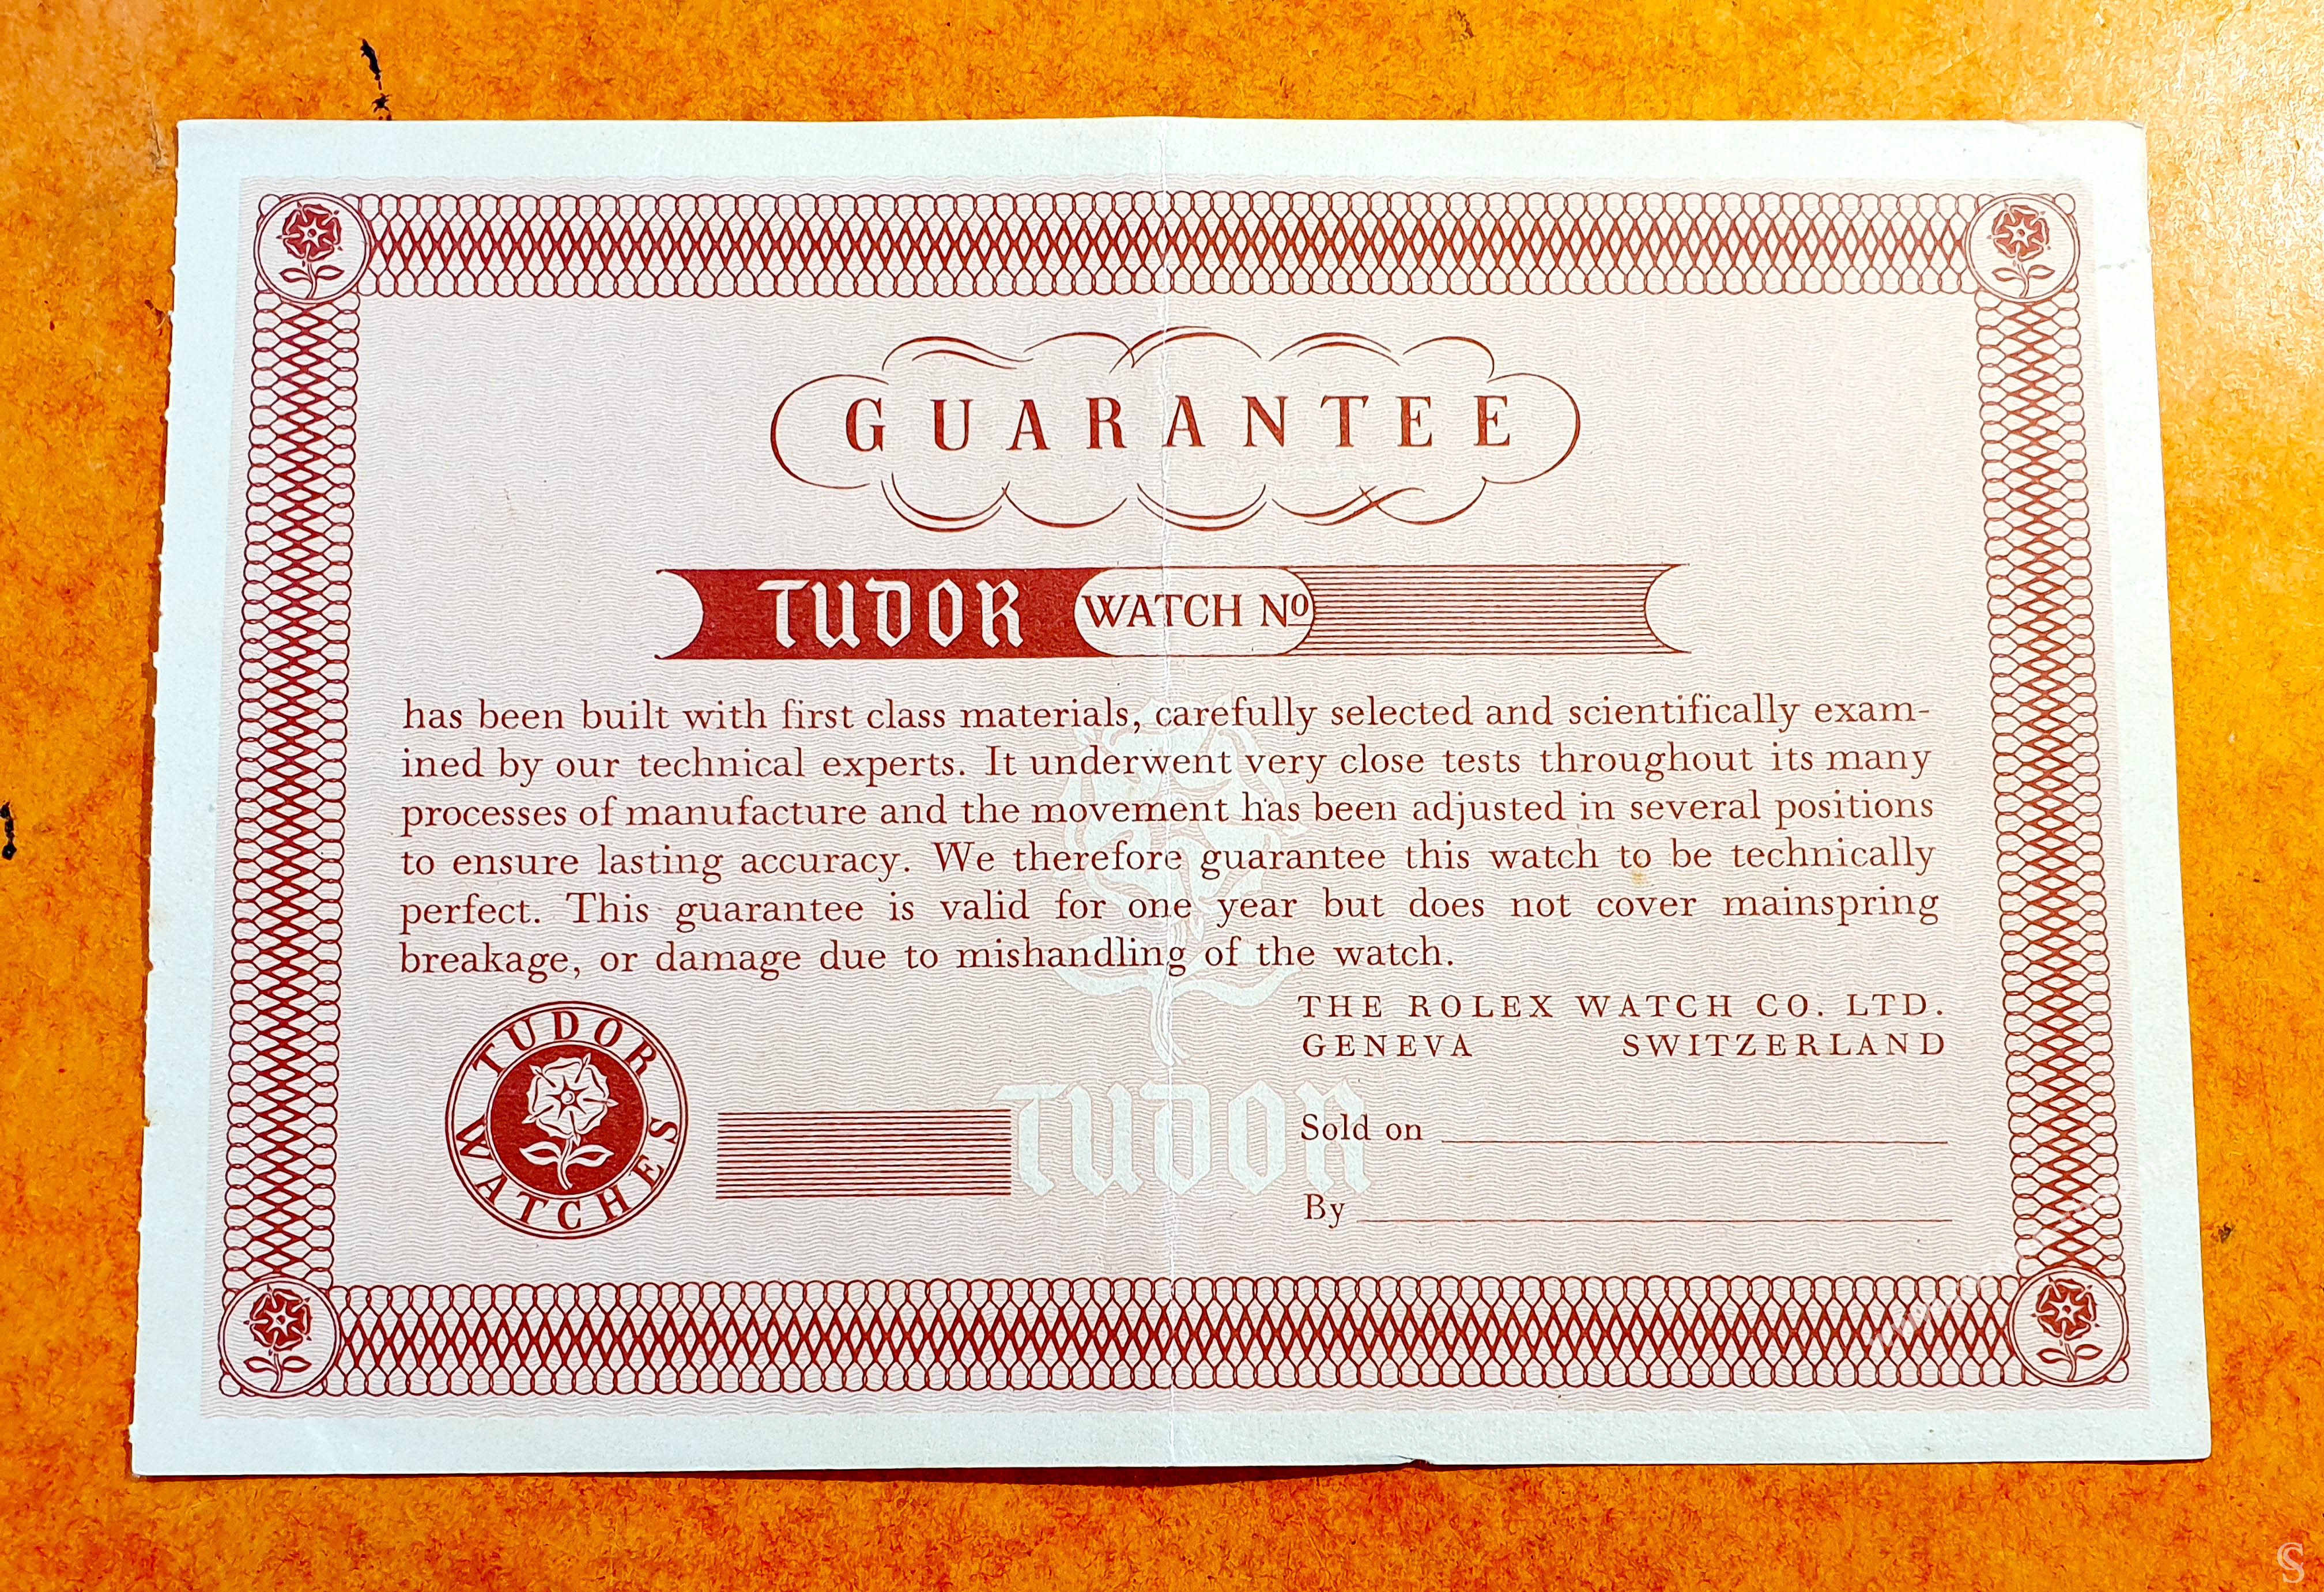 GUARANTEE
TUDOR WATCH Nº
has been built with first class materials, carefully selected and scientifically exam-
ined by our technical experts. It underwent very close tests throughout its many
processes of manufacture and the movement has been adjusted in several positions
to ensure lasting accuracy. We therefore guarantee this watch to be technically
perfect. This guarantee is valid for one year but does not cover mainspring
breakage, or damage due to mishandling of the watch.
THE ROLEX WATCH CO. LTD.
GENEVA SWITZERLAND
TUDOR
WATCHES
TUDOR
Sold on
By
S